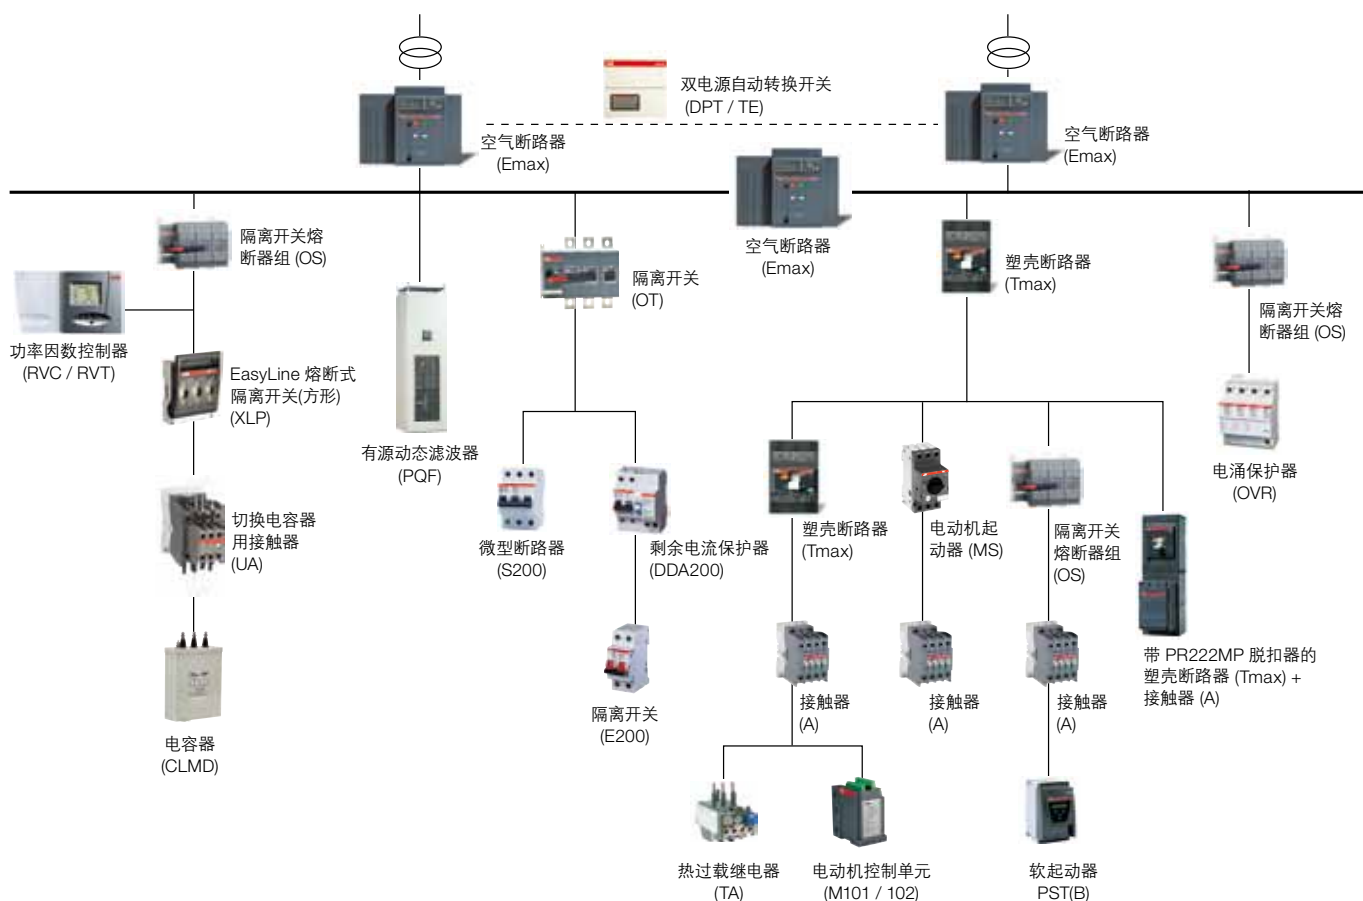 双电源自动转换开关
(DPT / TE)
空气断路器
(Emax)
空气断路器
(Emax)
空气断路器
(Emax)
隔离开关熔
断器组 (OS)
功率因数控制器
(RVC / RVT)
EasyLine 熔断式
隔离开关(方形)
(XLP)
切换电容器
用接触器
(UA)
电容器
(CLMD)
有源动态滤波器
(PQF)
隔离开关
(OT)
微型断路器
(S200)
剩余电流保护器
(DDA200)
隔离开关
(E200)
塑壳断路器
(Tmax)
塑壳断路器
(Tmax)
电动机起
动器 (MS)
隔离开关
熔断器组
(OS)
带 PR222MP 脱扣器的
塑壳断路器 (Tmax) +
接触器 (A)
接触器
(A)
接触器
(A)
接触器
(A)
热过载继电器
(TA)
电动机控制单元
(M101 / 102)
软起动器
PST(B)
隔离开关熔
断器组 (OS)
电涌保护器
(OVR)